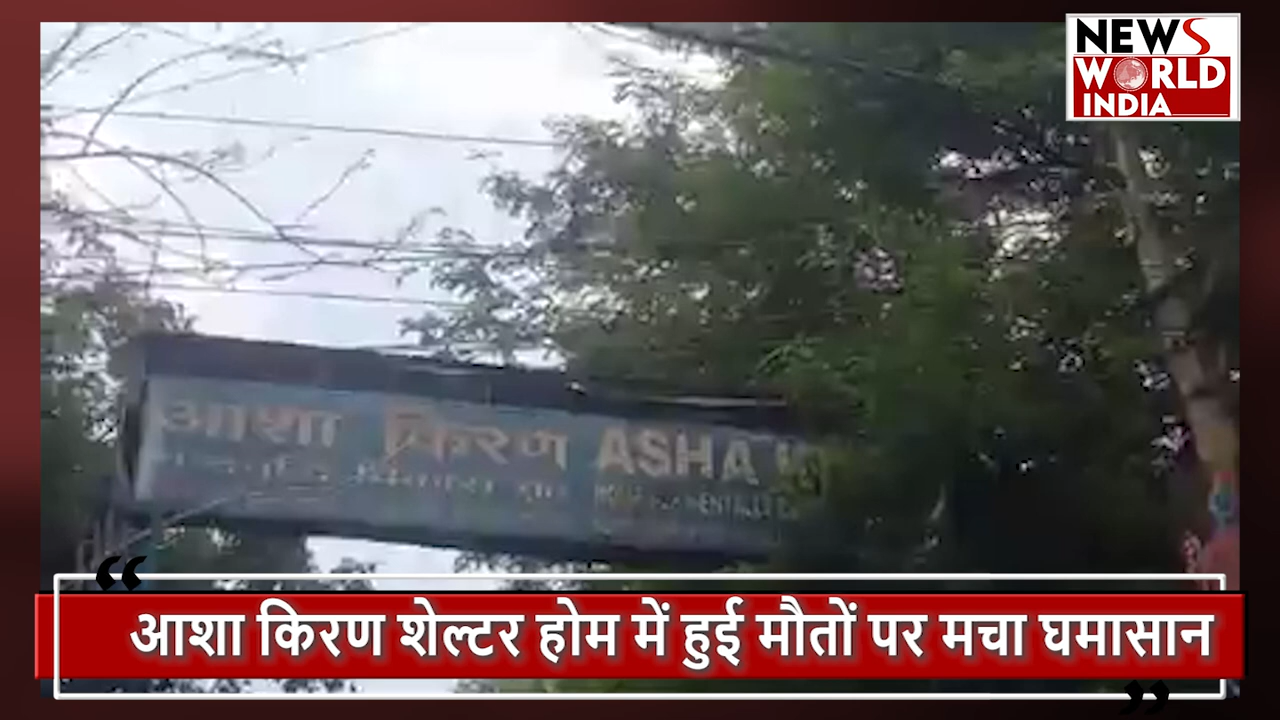 NEWS
WORLD
INDIA
आशा किरण ASHA
आशा किरण शेल्टर होम में हुई मौतों पर मचा घमासान